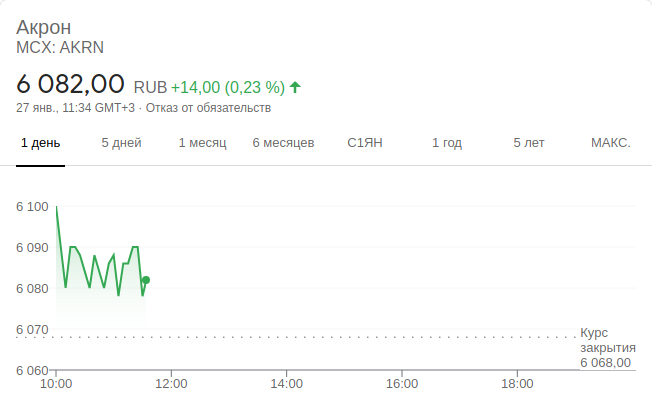 Акрон
MCX: AKRN
6 082,00 RUB +14,00 (0,23 %)
27 янв., 11:34 GMT+3 · Отказ от обязательств
1 день 5 дней 1 месяц 6 месяцев С1ЯН 1 год 5 лет МАКС.
6 100
6 090
6 080
6 070
Курс
закрытия
6 068,00
6 060
10:00 12:00 14:00 16:00 18:00